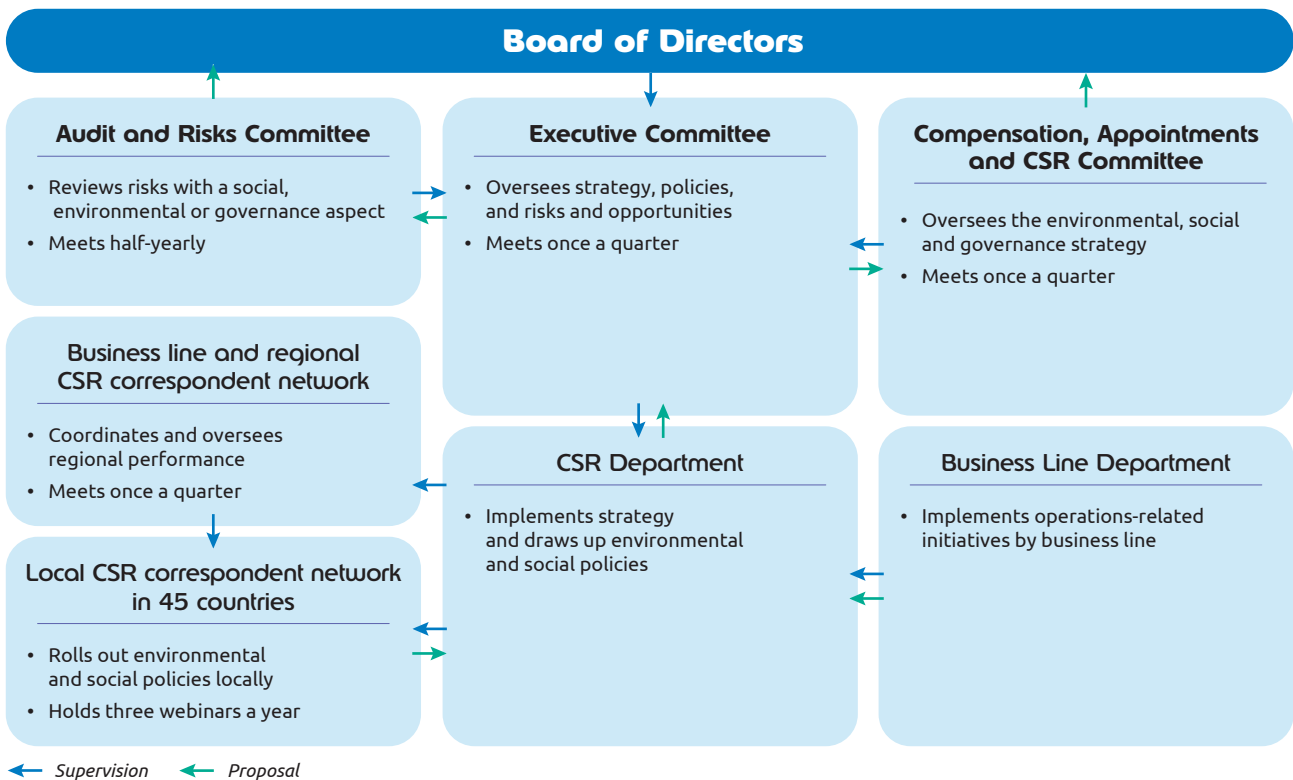 Board of Directors
Audit and Risks Committee
• Reviews risks with a social,
environmental or governance aspect
• Meets half-yearly
Executive Committee
• Oversees strategy, policies,
and risks and opportunities
• Meets once a quarter
Compensation, Appointments
and CSR Committee
• Oversees the environmental, social
and governance strategy
• Meets once a quarter
Business line and regional
CSR correspondent network
• Coordinates and oversees
regional performance
• Meets once a quarter
CSR Department
• Implements strategy
and draws up environmental
and social policies
Business Line Department
• Implements operations-related
initiatives by business line
Local CSR correspondent network
in 45 countries
• Rolls out environmental
and social policies locally
• Holds three webinars a year
Supervision
Proposal